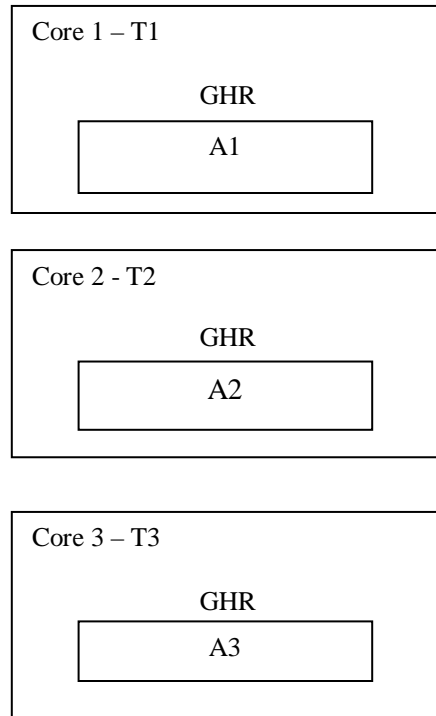 Core 1 – T1
GHR
A1
Core 2 - T2
GHR
A2
Core 3 – T3
GHR
A3